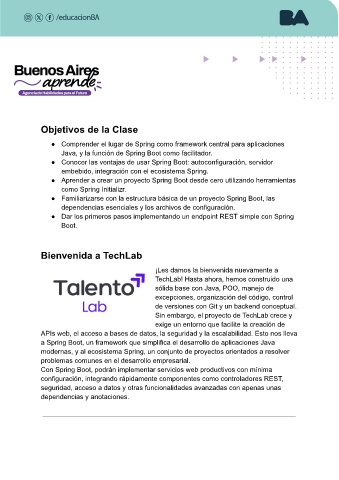 /educacionBA
BA
Buenos Aires
aprende
Agencia de Habilidades para el Futuro
Objetivos de la Clase
● Comprender el lugar de Spring como framework central para aplicaciones
Java, y la función de Spring Boot como facilitador.
● Conocer las ventajas de usar Spring Boot: autoconfiguración, servidor
embebido, integración con el ecosistema Spring.
● Aprender a crear un proyecto Spring Boot desde cero utilizando herramientas
como Spring Initializr.
● Familiarizarse con la estructura básica de un proyecto Spring Boot, las
dependencias esenciales y los archivos de configuración.
● Dar los primeros pasos implementando un endpoint REST simple con Spring
Boot.
Bienvenida a TechLab
Talento
Lab
¡Les damos la bienvenida nuevamente a
TechLab! Hasta ahora, hemos construido una
sólida base con Java, POO, manejo de
excepciones, organización del código, control
de versiones con Git y un backend conceptual.
Sin embargo, el proyecto de TechLab crece y
exige un entorno que facilite la creación de
APIs web, el acceso a bases de datos, la seguridad y la escalabilidad. Esto nos lleva
a Spring Boot, un framework que simplifica el desarrollo de aplicaciones Java
modernas, y al ecosistema Spring, un conjunto de proyectos orientados a resolver
problemas comunes en el desarrollo empresarial.
Con Spring Boot, podrán implementar servicios web productivos con mínima
configuración, integrando rápidamente componentes como controladores REST,
seguridad, acceso a datos y otras funcionalidades avanzadas con apenas unas
dependencias y anotaciones.